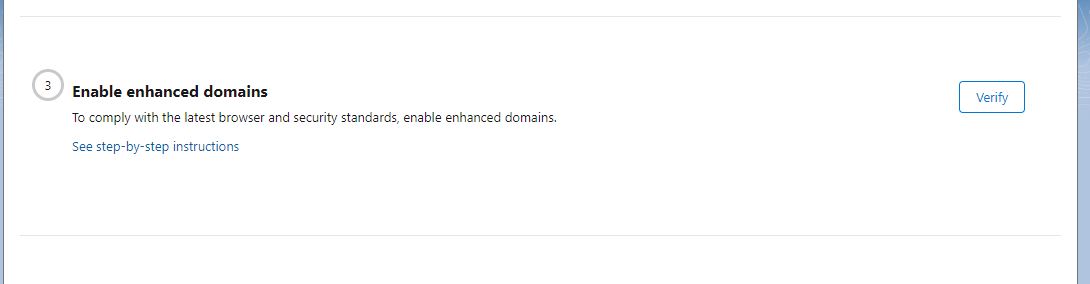 3
Enable enhanced domains
Verify
To comply with the latest browser and security standards, enable enhanced domains.
See step-by-step instructions